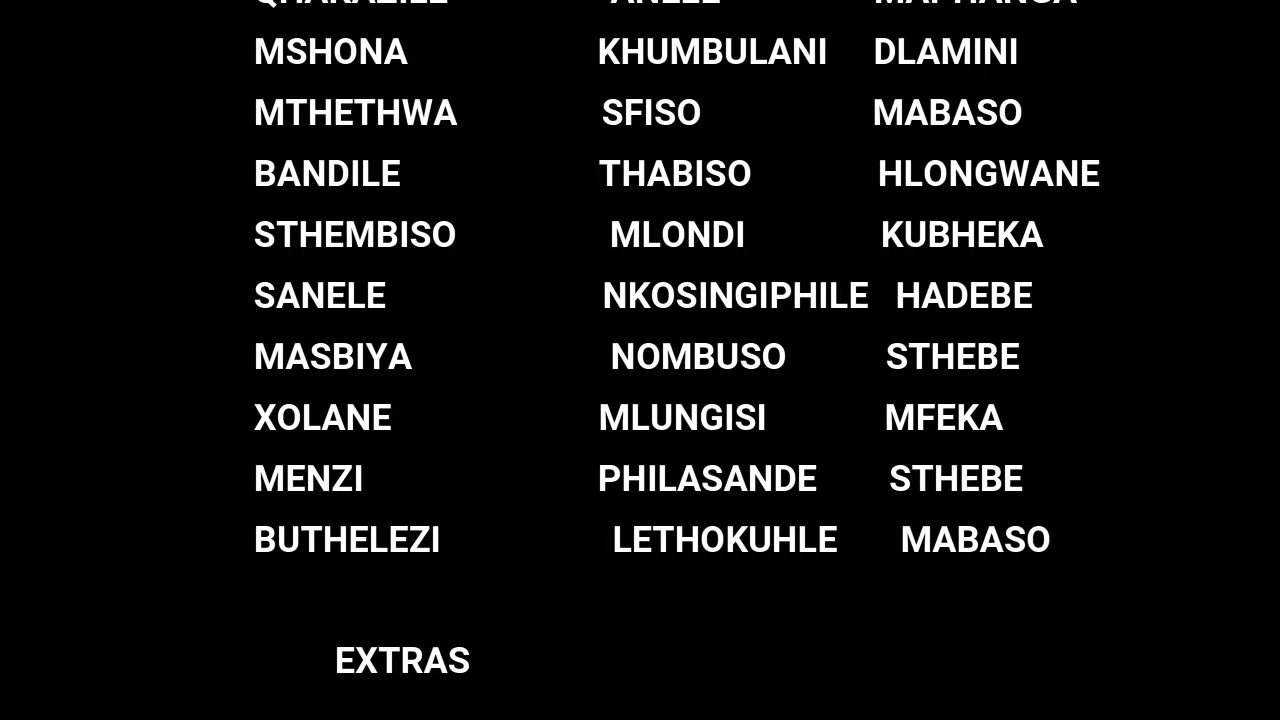 MSHONA KHUMBULANI DLAMINI
MTHETHWA SFISO MABASO
BANDILE THABISO HLONGWANE
STHEMBISO MLONDI KUBHEKA
SANELE NKOSINGIPHILE HADEBE
MASBIYA NOMBUSO STHEBE
XOLANE MLUNGISI MFEKA
MENZI PHILASANDE STHEBE
BUTHELEZI LETHOKUHLE MABASO
EXTRAS